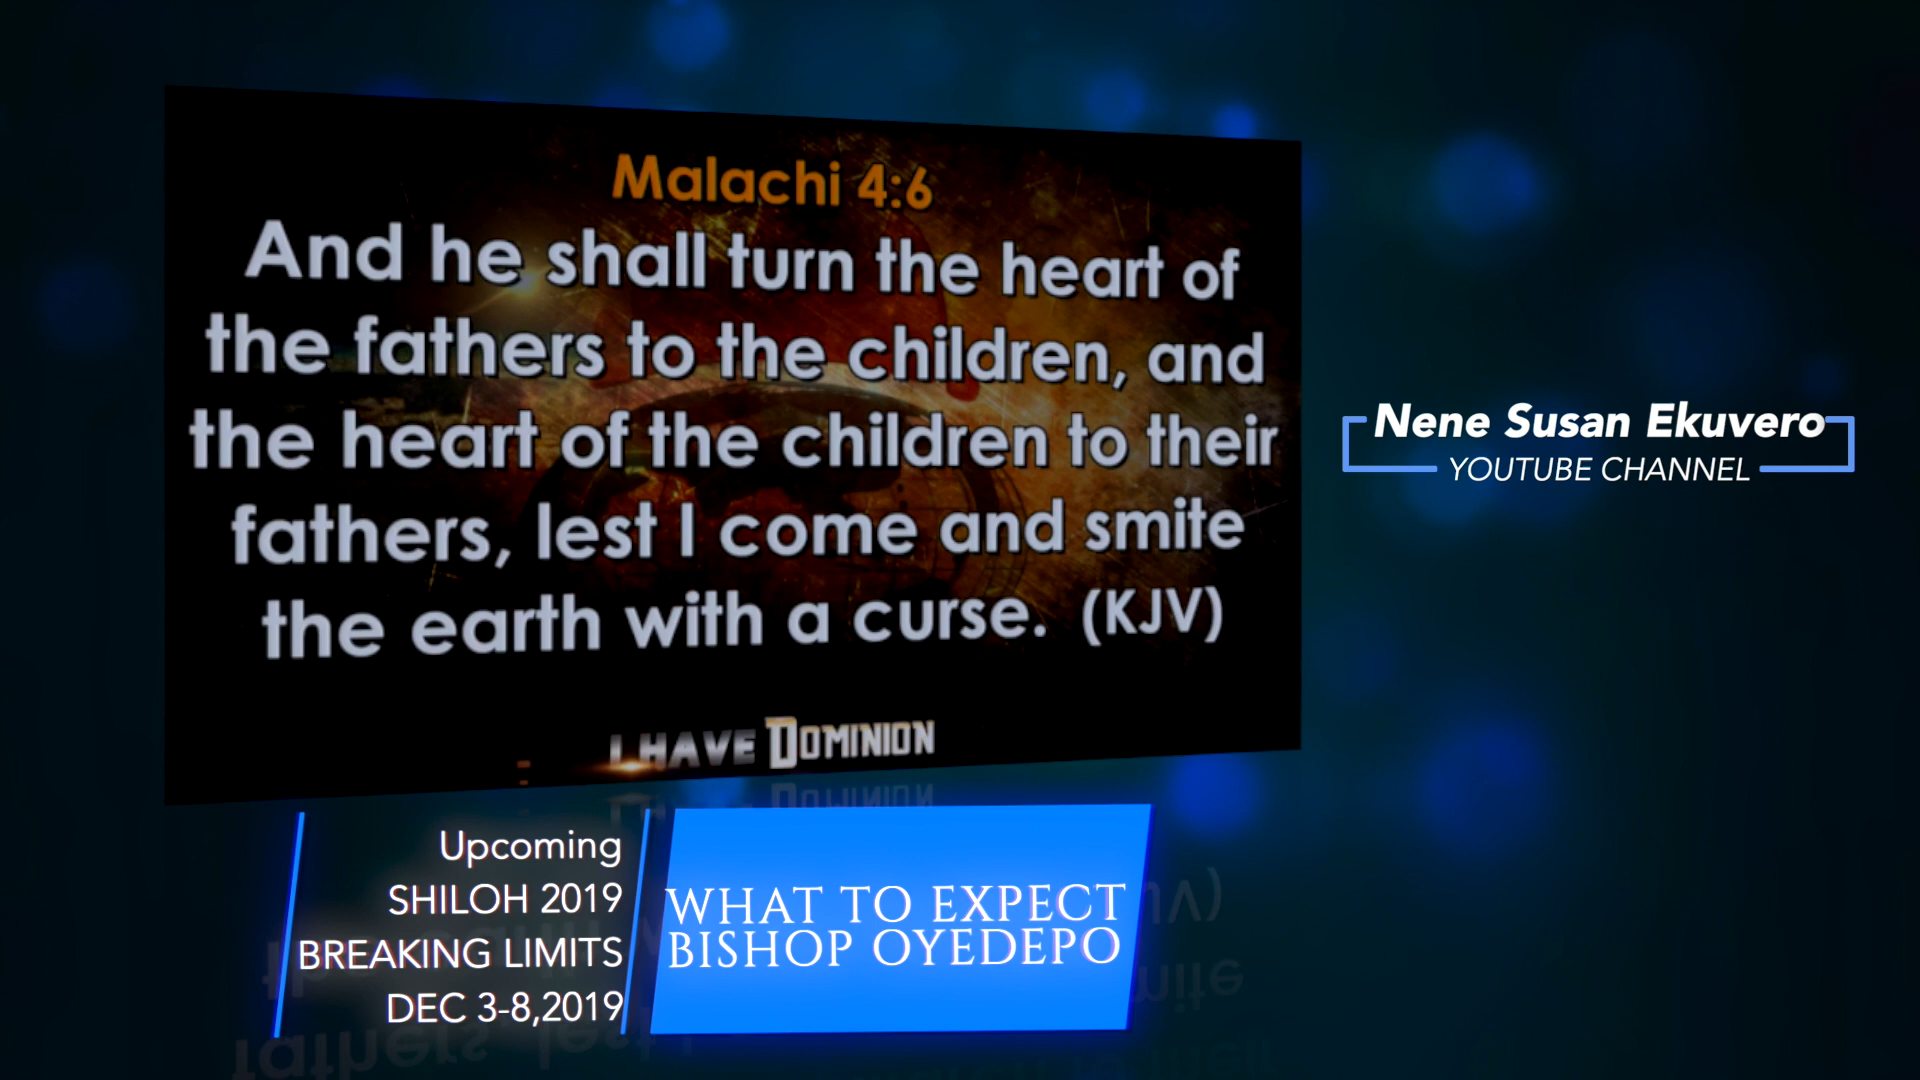 Malachi 4:6
And he shall turn the heart of
the fathers to the children, and
the heart of the children to their
fathers, lest I come and smite
the earth with a curse. (KJV)
I HAVE DOMINION
Nene Susan Ekuvero
YOUTUBE CHANNEL
Upcoming
SHILOH 2019
BREAKING LIMITS
DEC 3-8,2019
WHAT TO EXPECT
BISHOP OYEDEPO